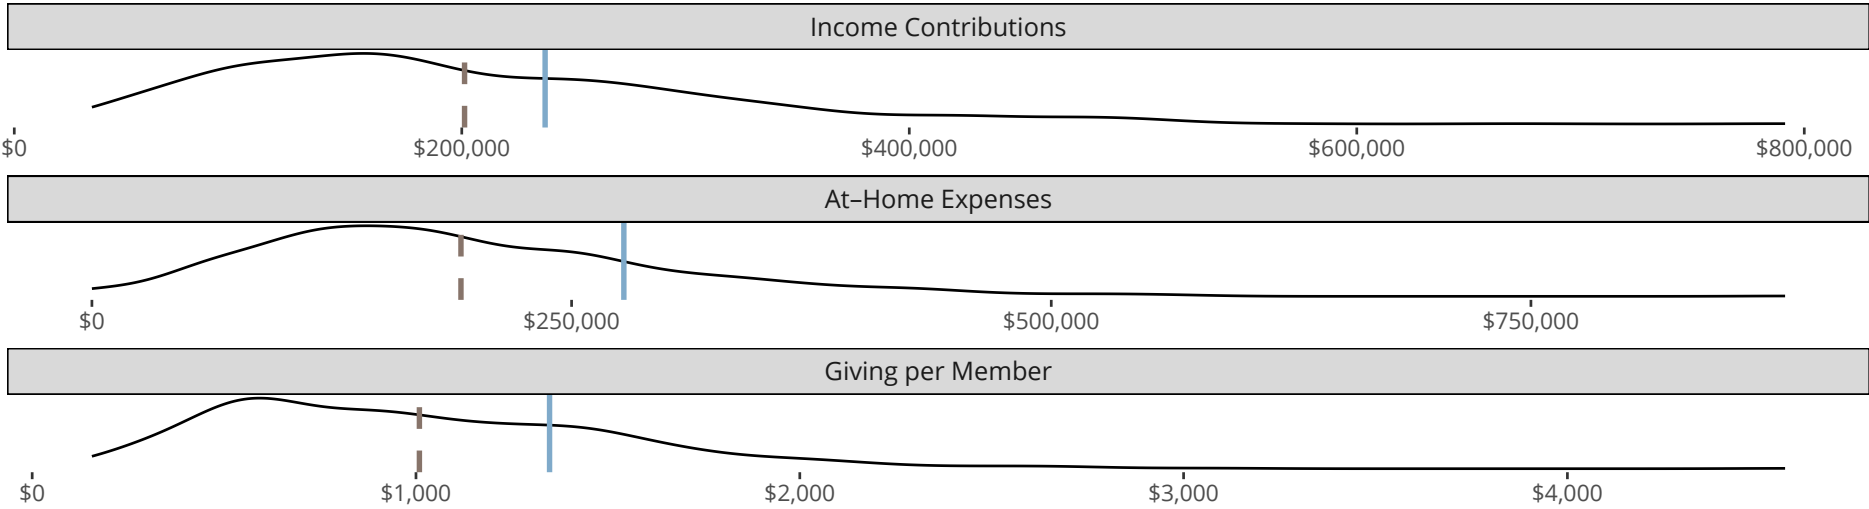 Income Contributions
$0 $200,000 $400,000 $600,000 $800,000
At–Home Expenses
$0 $250,000 $500,000 $750,000
Giving per Member
$0 $1,000 $2,000 $3,000 $4,000